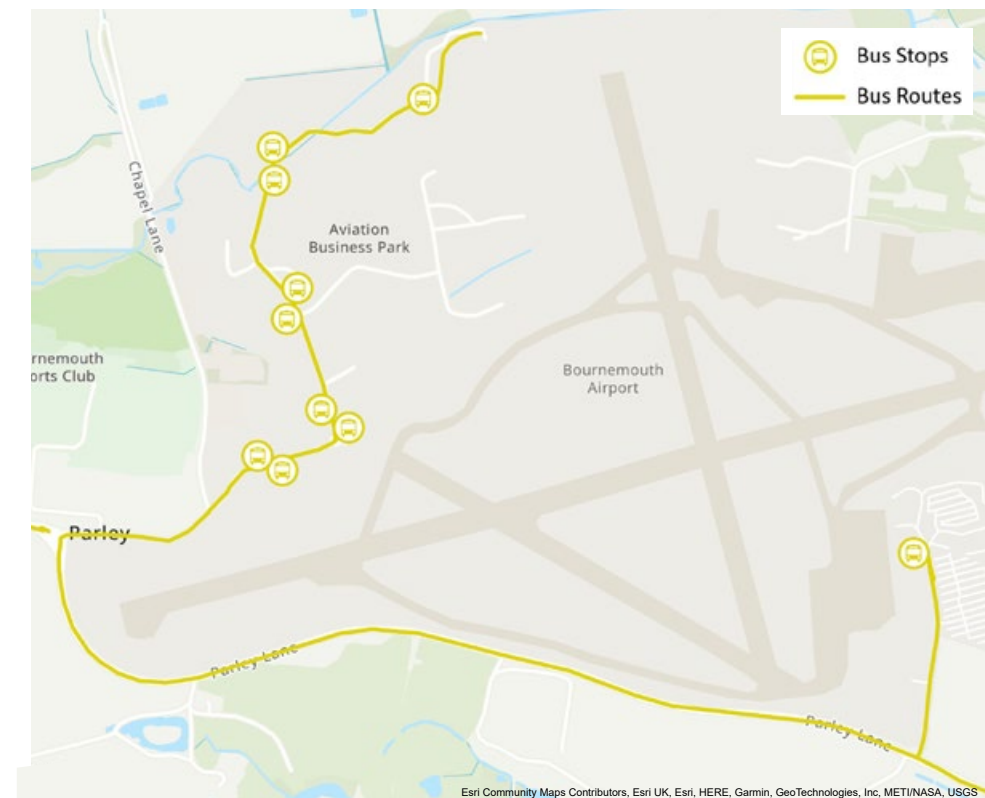 Bus Stops
Bus Routes
Chapel Lane
Aviation
Business Park
rnemouth
orts Club
Bournemouth
Airport
Parley
Parley Lane
Parley Lane
Esri Community Maps Contributors, Esri UK, Esri, HERE, Garmin, GeoTechnologies, Inc, METI/NASA, USGS